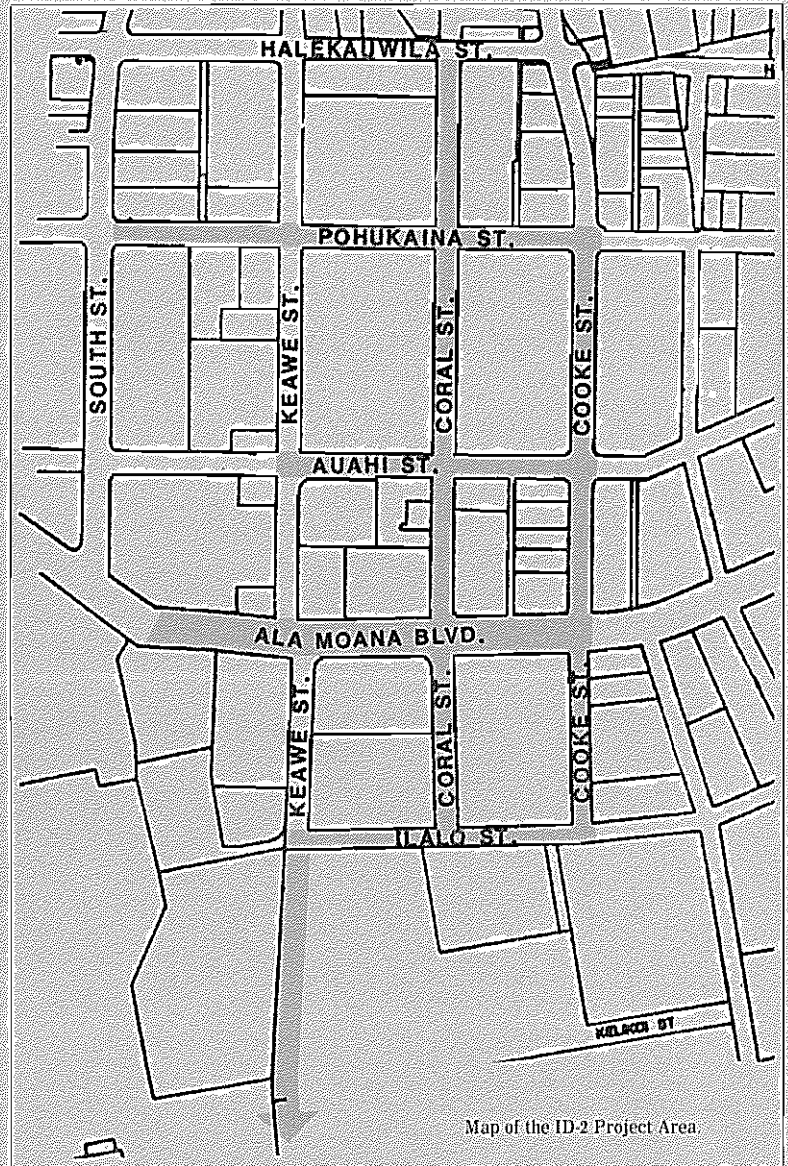 HALEKAUWILA ST.
H
POHUKAINA ST.
SOUTH ST.
KEAWE ST.
CORAL ST.
COOKE ST.
AUAHI ST.
ALA MOANA BLVD.
KEAWE ST.
CORAL ST.
COOKE ST.
ILALO ST.
KELIKOI ST
Map of the ID-2 Project Area.